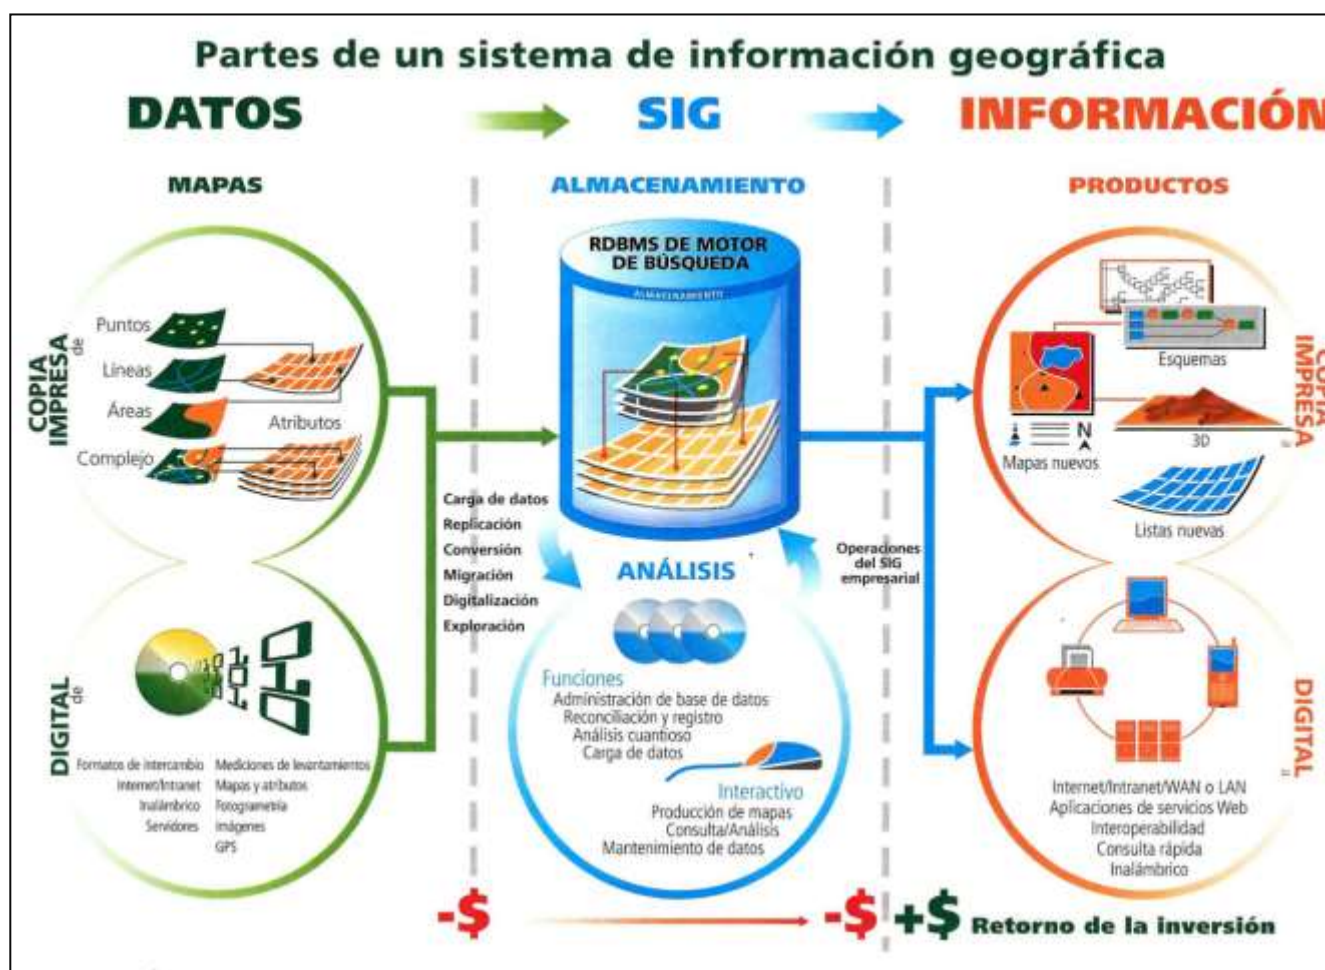 Partes de un sistema de información geográfica
DATOS
SIG
INFORMACIÓN
MAPAS
COPIA
IMPRESA
de
Puntos
Líneas
Áreas
Complejo
Atributos
DIGITAL
de
Formatos de intercambio
Internet/Intranet
Inalámbrico
Servidores
Mediciones de levantamientos
Mapas y atributos
Fotogrametría
Imágenes
GPS
Carga de datos
Replicación
Conversión
Migración
Digitalización
Exploración
ALMACENAMIENTO
RDBMS DE MOTOR
DE BÚSQUEDA
ALMACENAMIENTO
ANÁLISIS
Funciones
Administración de base de datos
Reconciliación y registro
Análisis cuantioso
Carga de datos
Interactivo
Producción de mapas
Consulta/Análisis
Mantenimiento de datos
Operaciones
del SIG
empresarial
PRODUCTOS
Esquemas
N
Mapas nuevos
3D
Listas nuevas
COPIA
IMPRESA
Internet/Intranet/WAN o LAN
Aplicaciones de servicios Web
Interoperabilidad
Consulta rápida
Inalámbrico
DIGITAL
-$
-$
+$ Retorno de la inversión